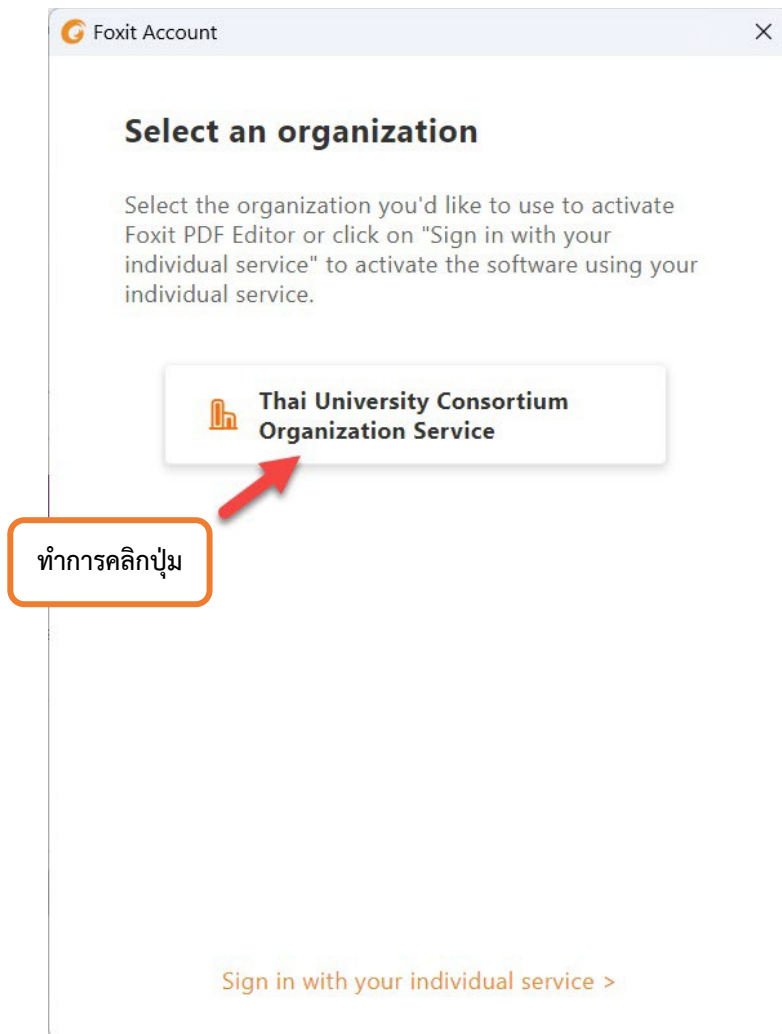 Foxit Account
Select an organization
Select the organization you'd like to use to activate
Foxit PDF Editor or click on "Sign in with your
individual service" to activate the software using your
individual service.
Thai University Consortium
Organization Service
ทำการคลิกปุ่ม
Sign in with your individual service >